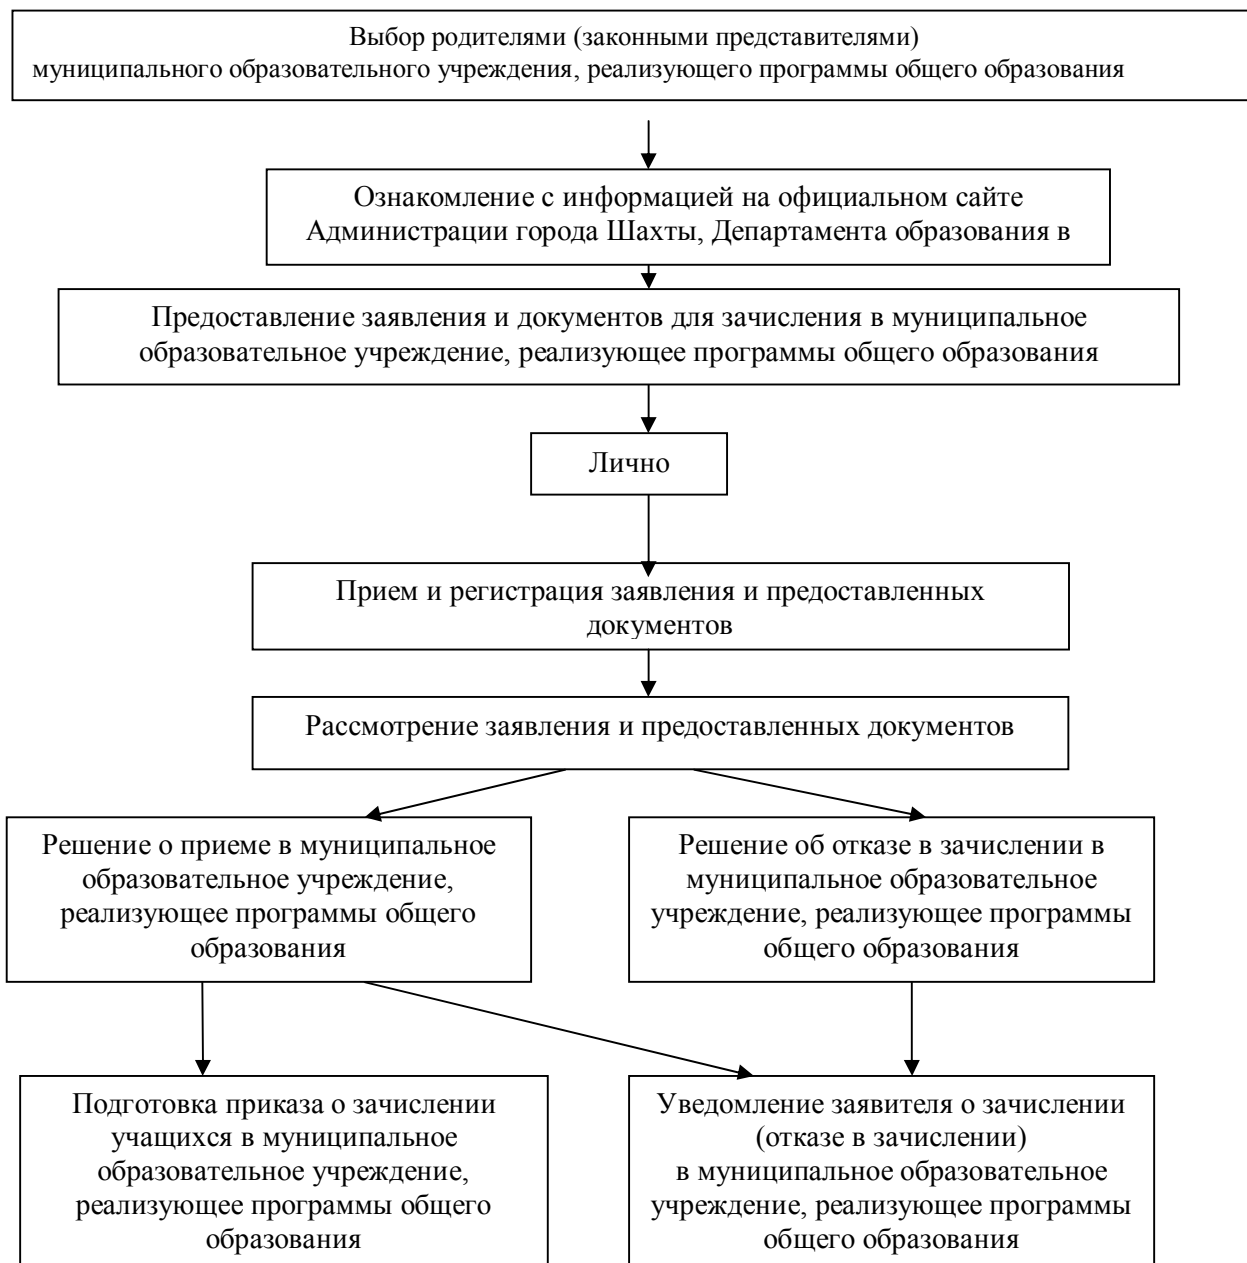 Выбор родителями (законными представителями)
муниципального образовательного учреждения, реализующего программы общего образования
Ознакомление с информацией на официальном сайте
Администрации города Шахты, Департамента образования в
Предоставление заявления и документов для зачисления в муниципальное
образовательное учреждение, реализующее программы общего образования
Лично
Прием и регистрация заявления и предоставленных
документов
Рассмотрение заявления и предоставленных документов
Решение о приеме в муниципальное
образовательное учреждение,
реализующее программы общего
образования
Решение об отказе в зачислении в
муниципальное образовательное
учреждение, реализующее программы
общего образования
Подготовка приказа о зачислении
учащихся в муниципальное
образовательное учреждение,
реализующее программы общего
образования
Уведомление заявителя о зачислении
(отказе в зачислении)
в муниципальное образовательное
учреждение, реализующее программы
общего образования